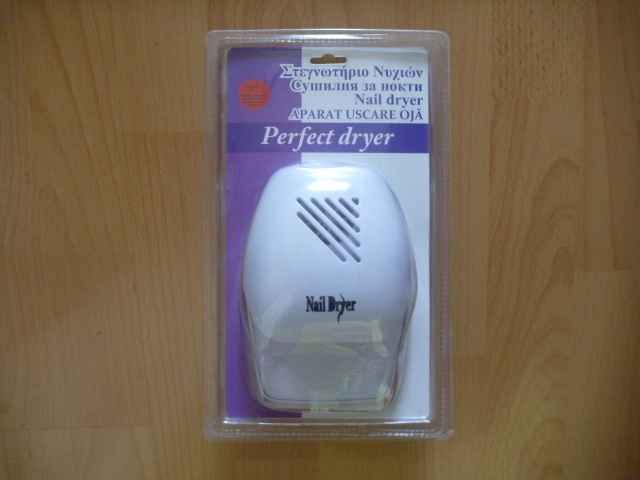 Στεγνωτήριο Νυχιών
Сушилня за нокти
Nail dryer
APARAT USCARE OJĂ
Perfect dryer
Nail Dryer